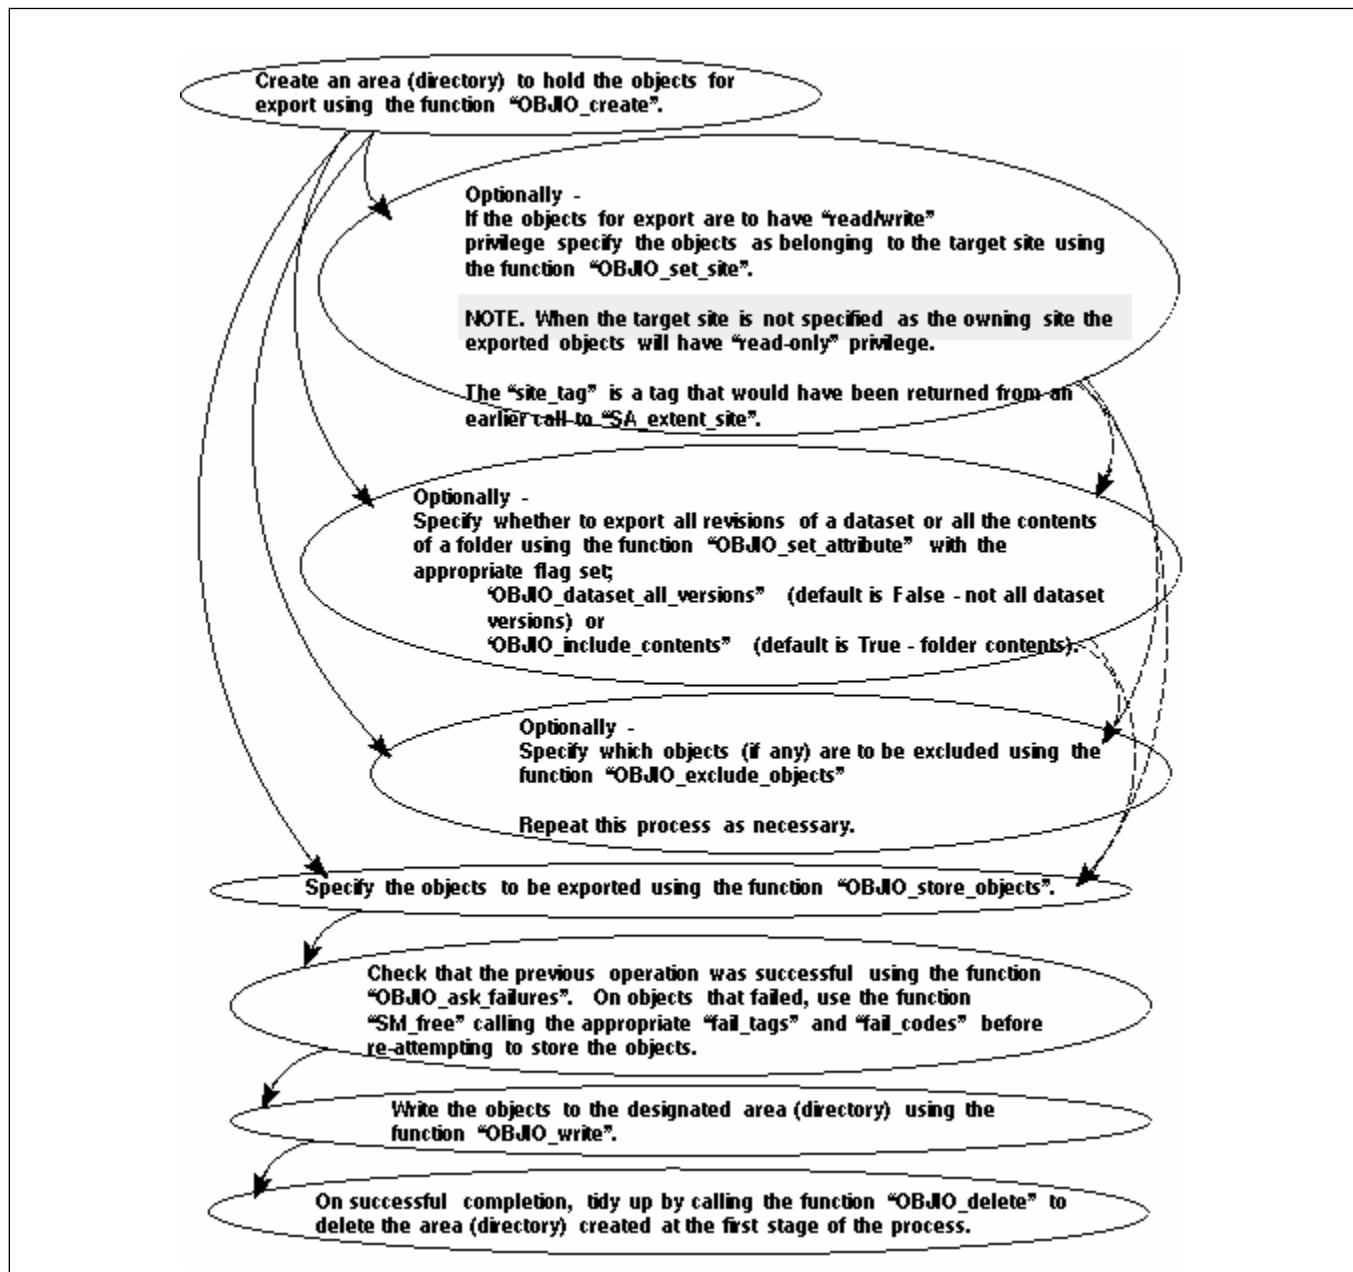 Create an area (directory) to hold the objects for
export using the function “OBJIO_create”.
Optionally -
If the objects for export are to have “read/write”
privilege specify the objects as belonging to the target site using
the function “OBJIO_set_site”.
NOTE. When the target site is not specified as the owning site the
exported objects will have “read-only” privilege.
The “site_tag” is a tag that would have been returned from an
earlier call to “SA_extent_site”.
Optionally -
Specify whether to export all revisions of a dataset or all the contents
of a folder using the function “OBJIO_set_attribute” with the
appropriate flag set;
‘OBJIO_dataset_all_versions” (default is False - not all dataset
versions) or
‘OBJIO_include_contents” (default is True - folder contents).
Optionally -
Specify which objects (if any) are to be excluded using the
function “OBJIO_exclude_objects”
Repeat this process as necessary.
Specify the objects to be exported using the function “OBJIO_store_objects”.
Check that the previous operation was successful using the function
“OBJIO_ask_failures”. On objects that failed, use the function
“SM_free” calling the appropriate “fail_tags” and “fail_codes” before
re-attempting to store the objects.
Write the objects to the designated area (directory) using the
function “OBJIO_write”.
On successful completion, tidy up by calling the function “OBJIO_delete” to
delete the area (directory) created at the first stage of the process.